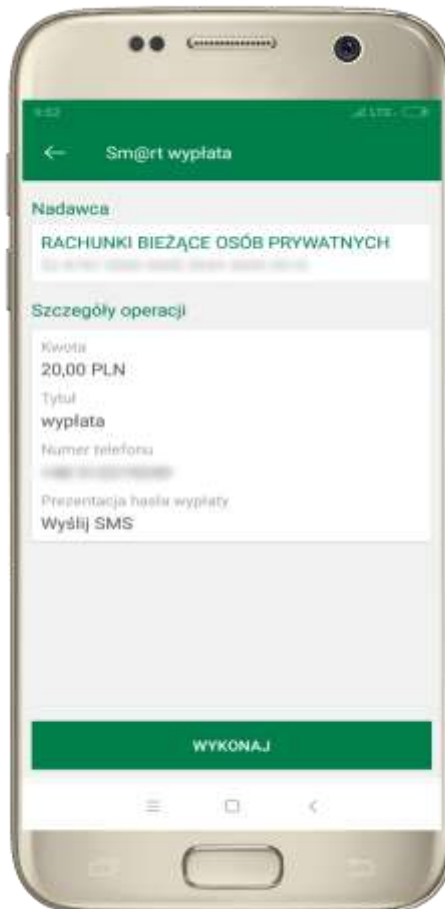 Sm@rt wypłata
Nadawca
RACHUNKI BIEŻĄCE OSÓB PRYWATNYCH
Szczegóły operacji
Kwota
20,00 PLN
Tytuł
wypłata
Numer telefonu
Prezentacja hasła wypłaty
Wyślij SMS
WYKONAJ